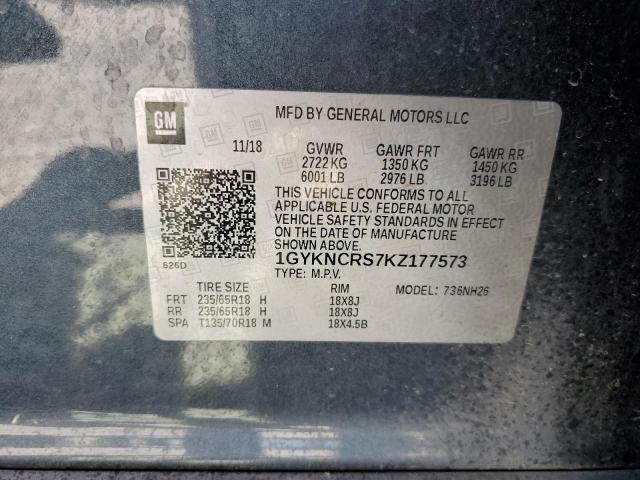 GM
MFD BY GENERAL MOTORS LLC
11/18 GVWR GAWR FRT GAWR RR
2722 KG 1350 KG 1450 KG
6001 LB 2976 LB 3196 LB
THIS VEHICLE CONFORMS TO ALL
APPLICABLE U.S. FEDERAL MOTOR
VEHICLE SAFETY STANDARDS IN EFFECT
ON THE DATE OF MANUFACTURE
SHOWN ABOVE.
1GYKNCRS7KZ177573
626D
TYPE: M.P.V.
TIRE SIZE RIM MODEL: 736NH26
FRT 235/65R18 H 18X8J
RR 235/65R18 H 18X8J
SPA T135/70R18 M 18X4.5B